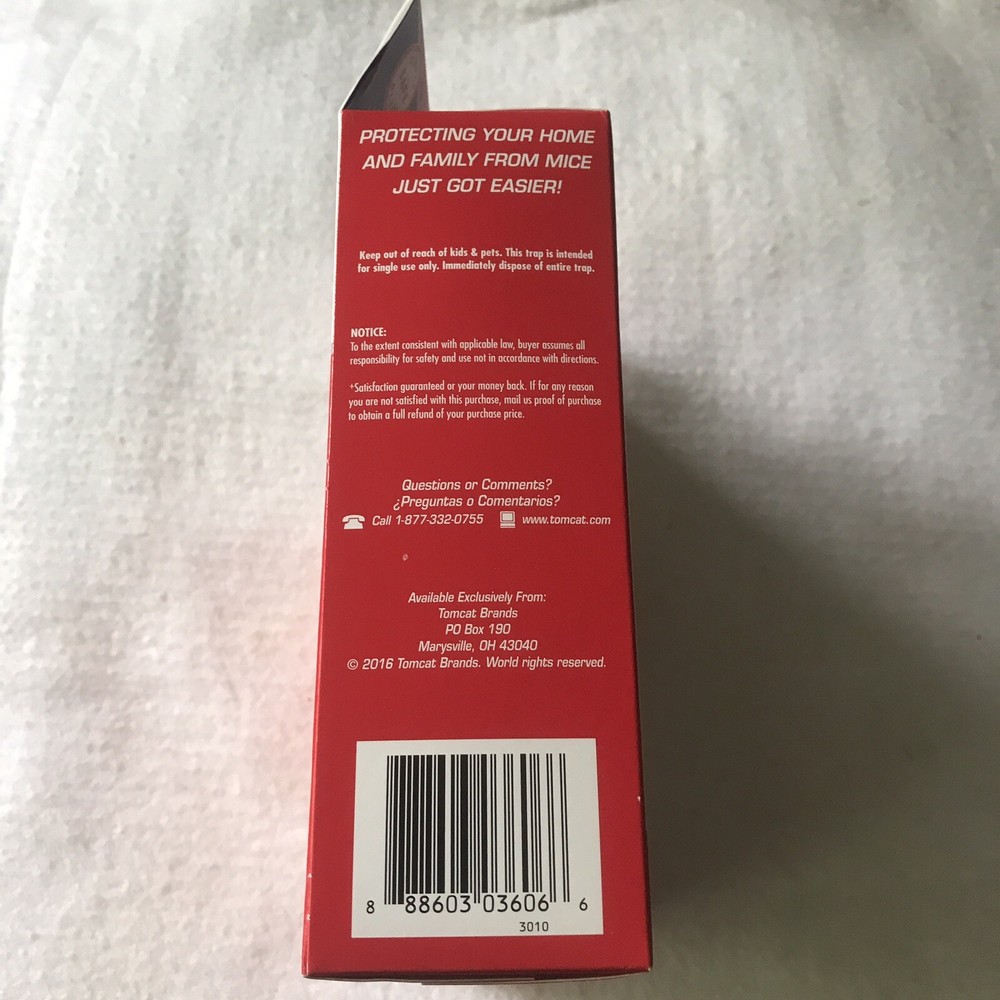 PROTECTING YOUR HOME
AND FAMILY FROM MICE
JUST GOT EASIER!
Keep out of reach of kids & pets. This trap is intended
for single use only. Immediately dispose of entire trap.
NOTICE:
To the extent consistent with applicable law, buyer assumes all
responsibility for safety and use not in accordance with directions.
+Satisfaction guaranteed or your money back. If for any reason
you are not satisfied with this purchase, mail us proof of purchase
to obtain a full refund of your purchase price.
Questions or Comments?
¿Preguntas o Comentarios?
Call 1-877-332-0755 www.tomcat.com
Available Exclusively From:
Tomcat Brands
PO Box 190
Marysville, OH 43040
© 2016 Tomcat Brands. World rights reserved.
8 88603 03606 6
3010